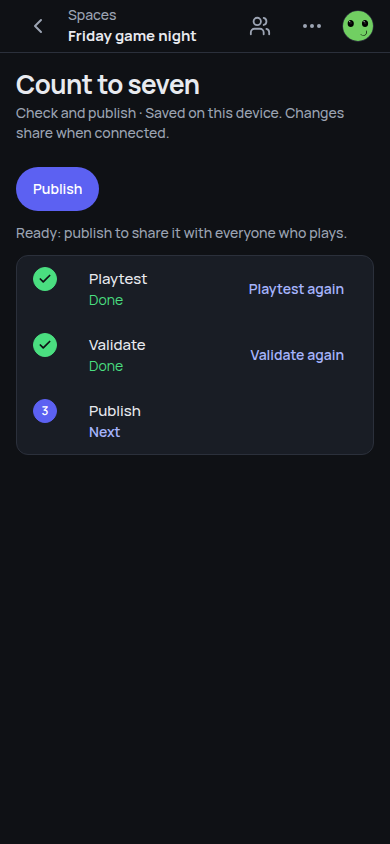 Spaces
Friday game night
Count to seven
Check and publish · Saved on this device. Changes
share when connected.
Publish
Ready: publish to share it with everyone who plays.
Playtest
Done
Playtest again
Validate
Done
Validate again
3
Publish
Next